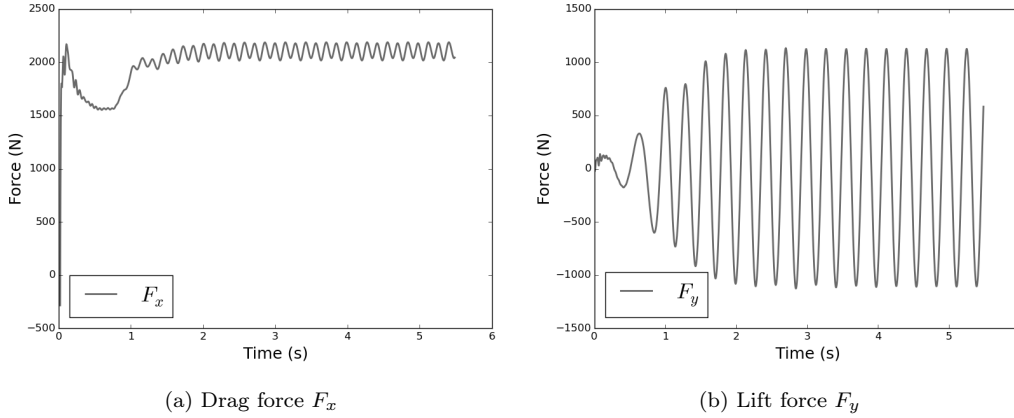 2500
2000
1500
1000
500
0
−500
0 1 2 3 4 5 6
Force (N)
Time (s)
F_x
(a) Drag force F_x
1500
1000
500
0
−500
−1000
−1500
0 1 2 3 4 5
Force (N)
Time (s)
F_y
(b) Lift force F_y